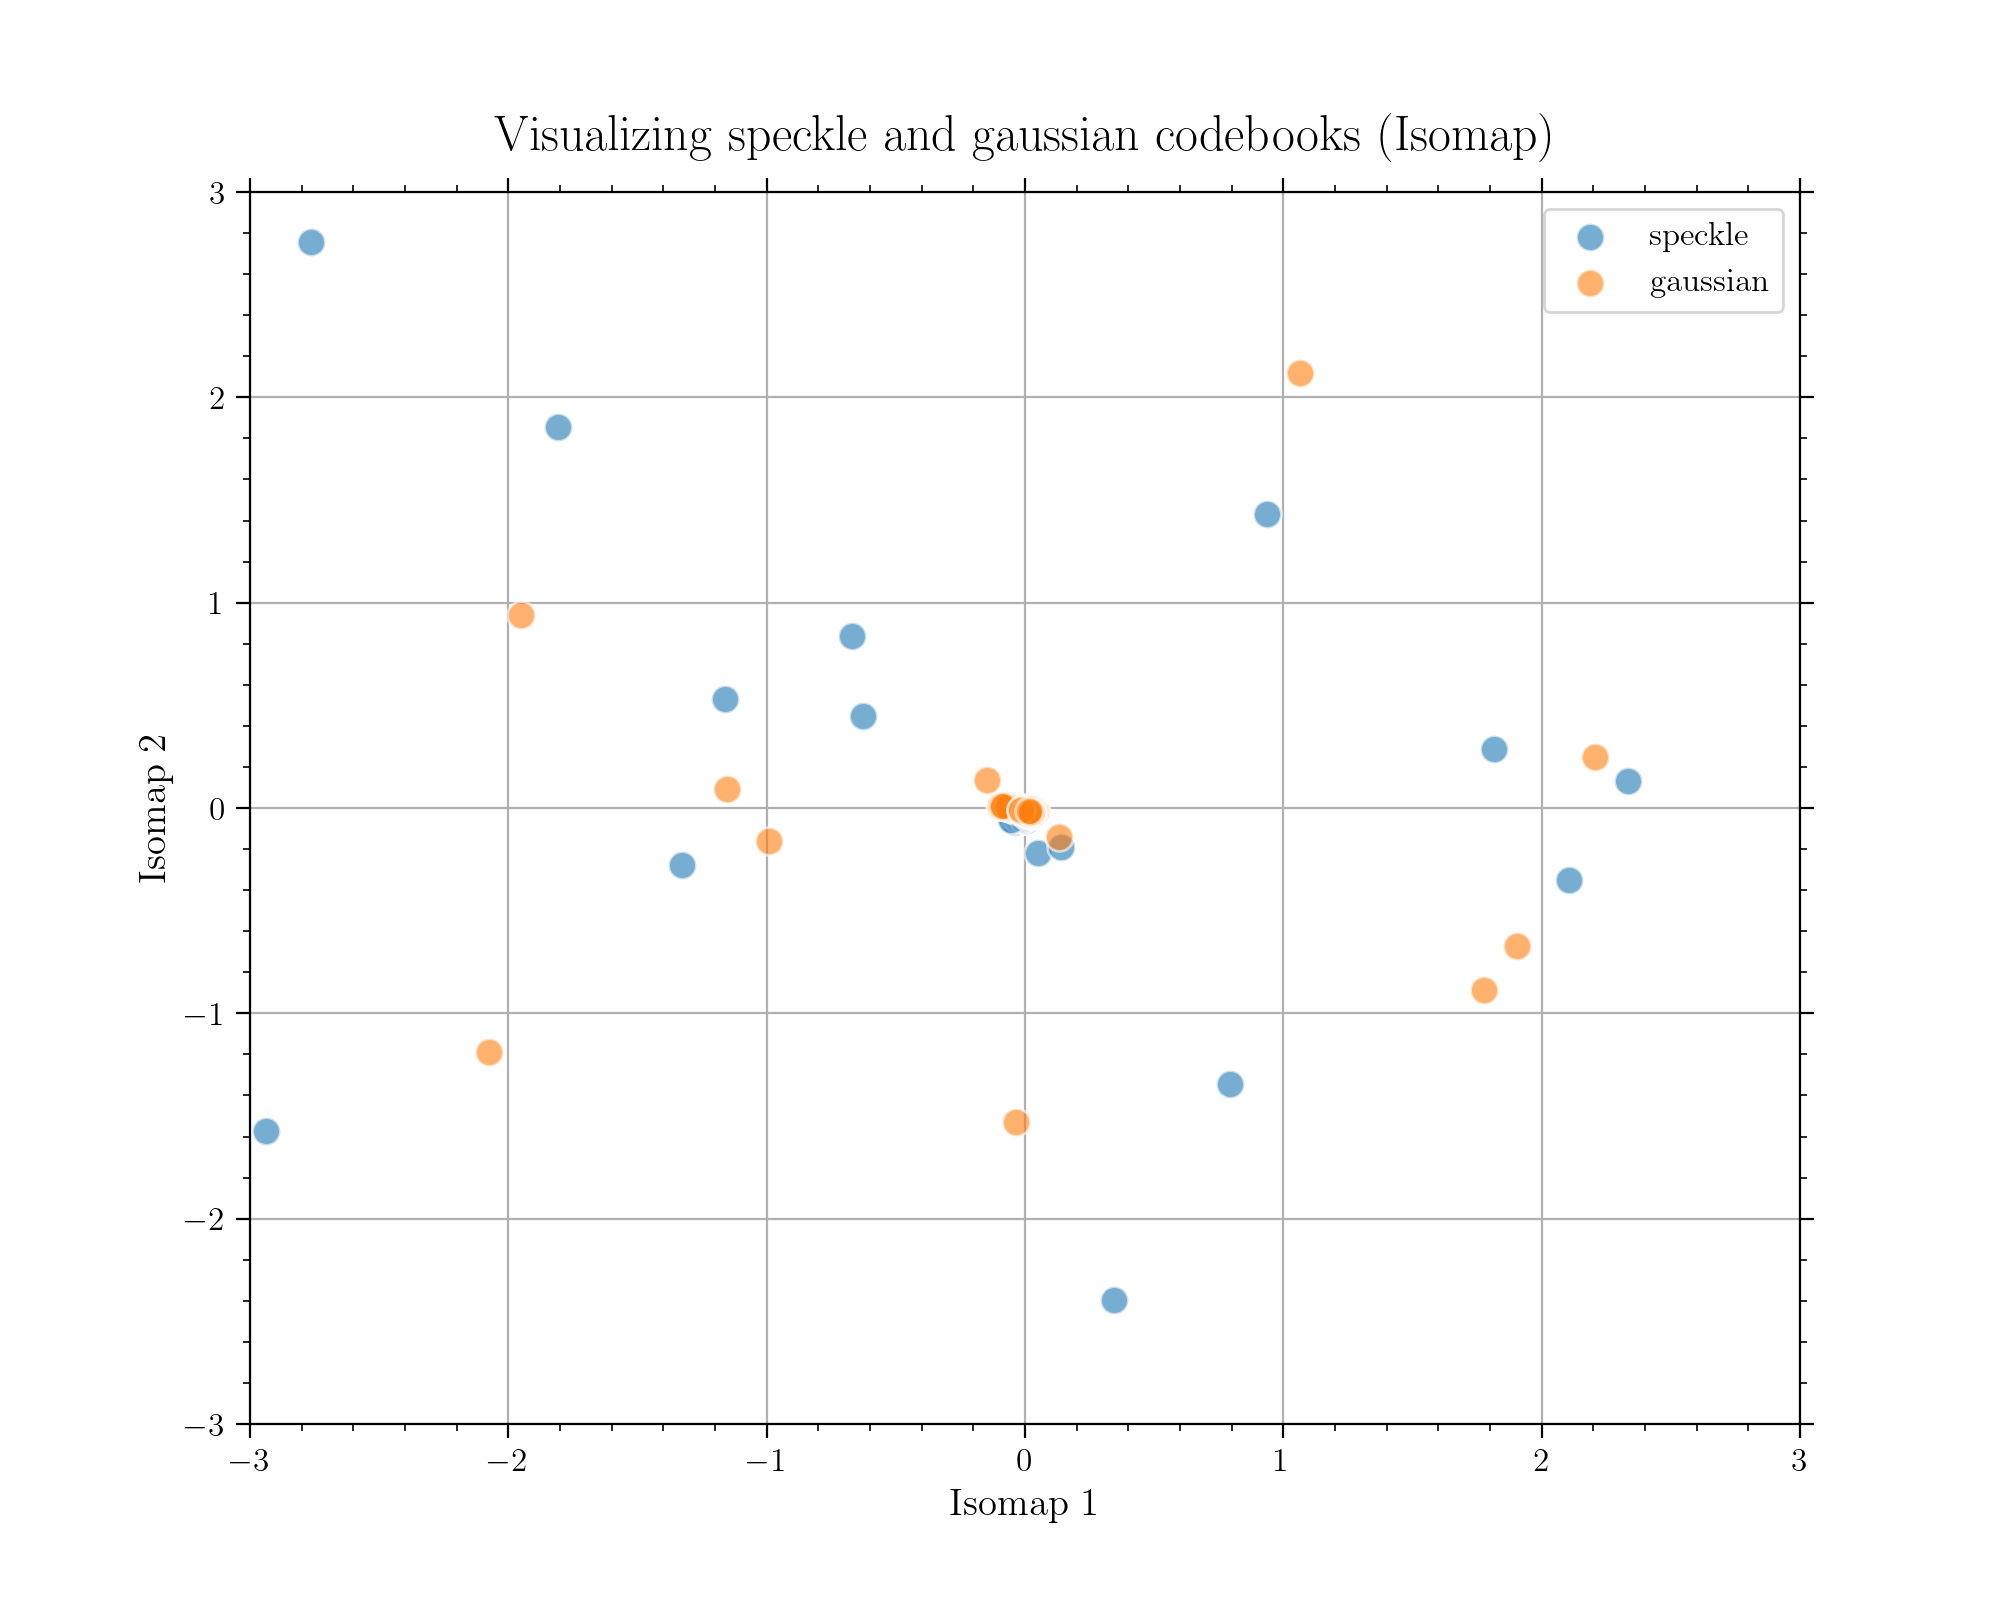 Visualizing speckle and gaussian codebooks (Isomap)
speckle
gaussian
3
2
1
0
−1
−2
−3
Isomap 2
−3 −2 −1 0 1 2 3
Isomap 1